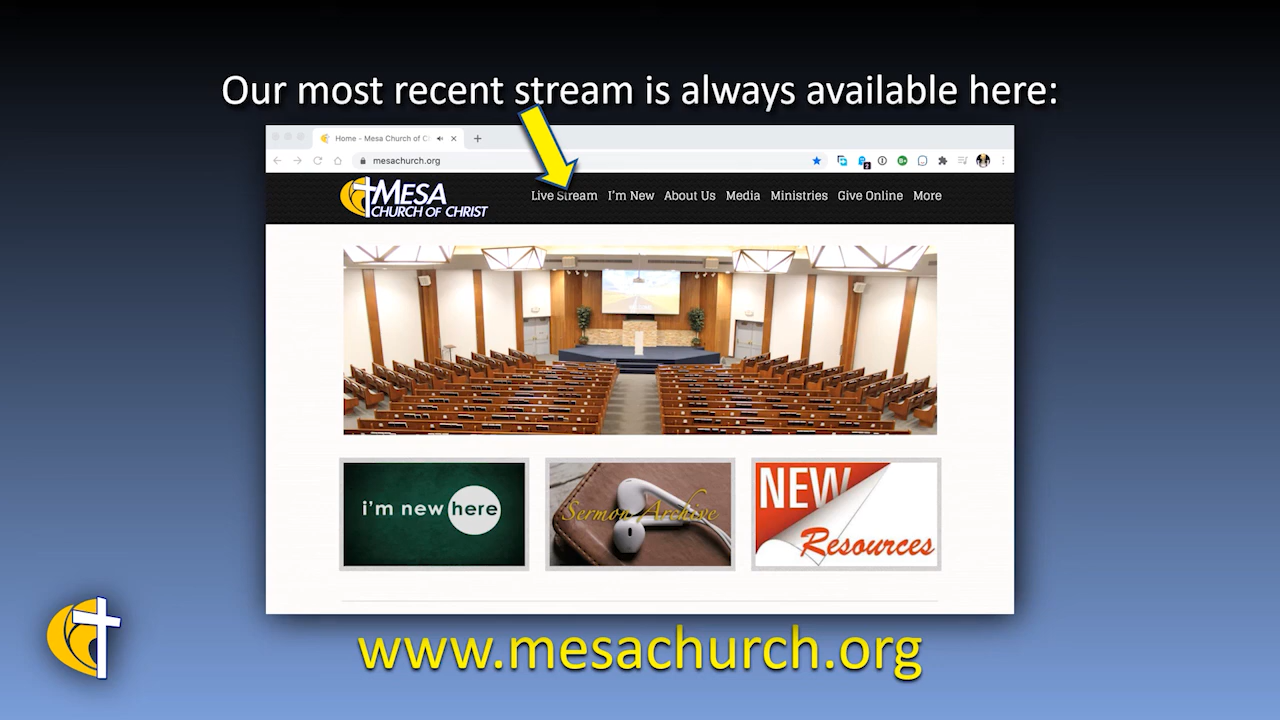 Our most recent stream is always available here:
Home - Mesa Church of C
mesachurch.org
MESA
CHURCH OF CHRIST
Live Stream I'm New About Us Media Ministries Give Online More
i'm new here
Sermon Archive
NEW
Resources
www.mesachurch.org